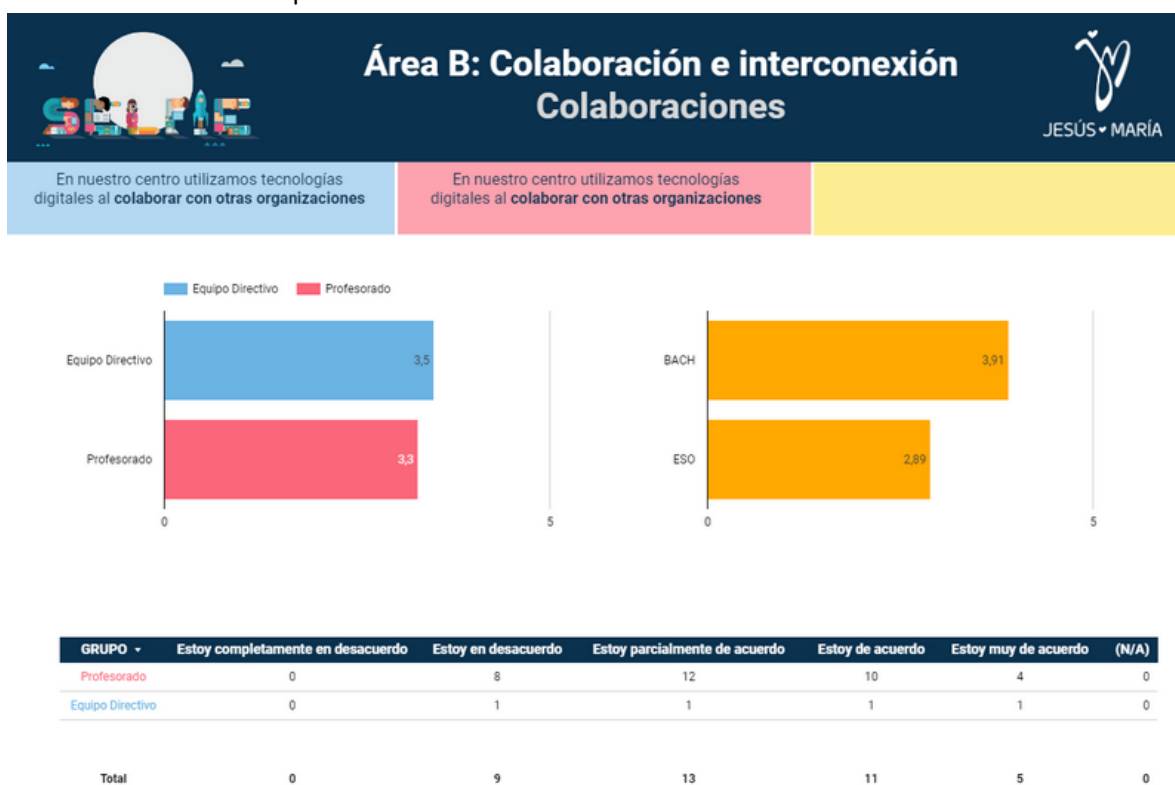 Área B: Colaboración e interconexión
Colaboraciones
SELFIE
JESÚS MARÍA
En nuestro centro utilizamos tecnologías
digitales al colaborar con otras organizaciones
En nuestro centro utilizamos tecnologías
digitales al colaborar con otras organizaciones
Equipo Directivo Profesorado
Equipo Directivo 3,5
Profesorado 3,3
0 5
BACH 3,91
ESO 2,89
0 5
GRUPO Estoy completamente en desacuerdo Estoy en desacuerdo Estoy parcialmente de acuerdo Estoy de acuerdo Estoy muy de acuerdo (N/A)
Profesorado 0 8 12 10 4 0
Equipo Directivo 0 1 1 1 1 0
Total 0 9 13 11 5 0